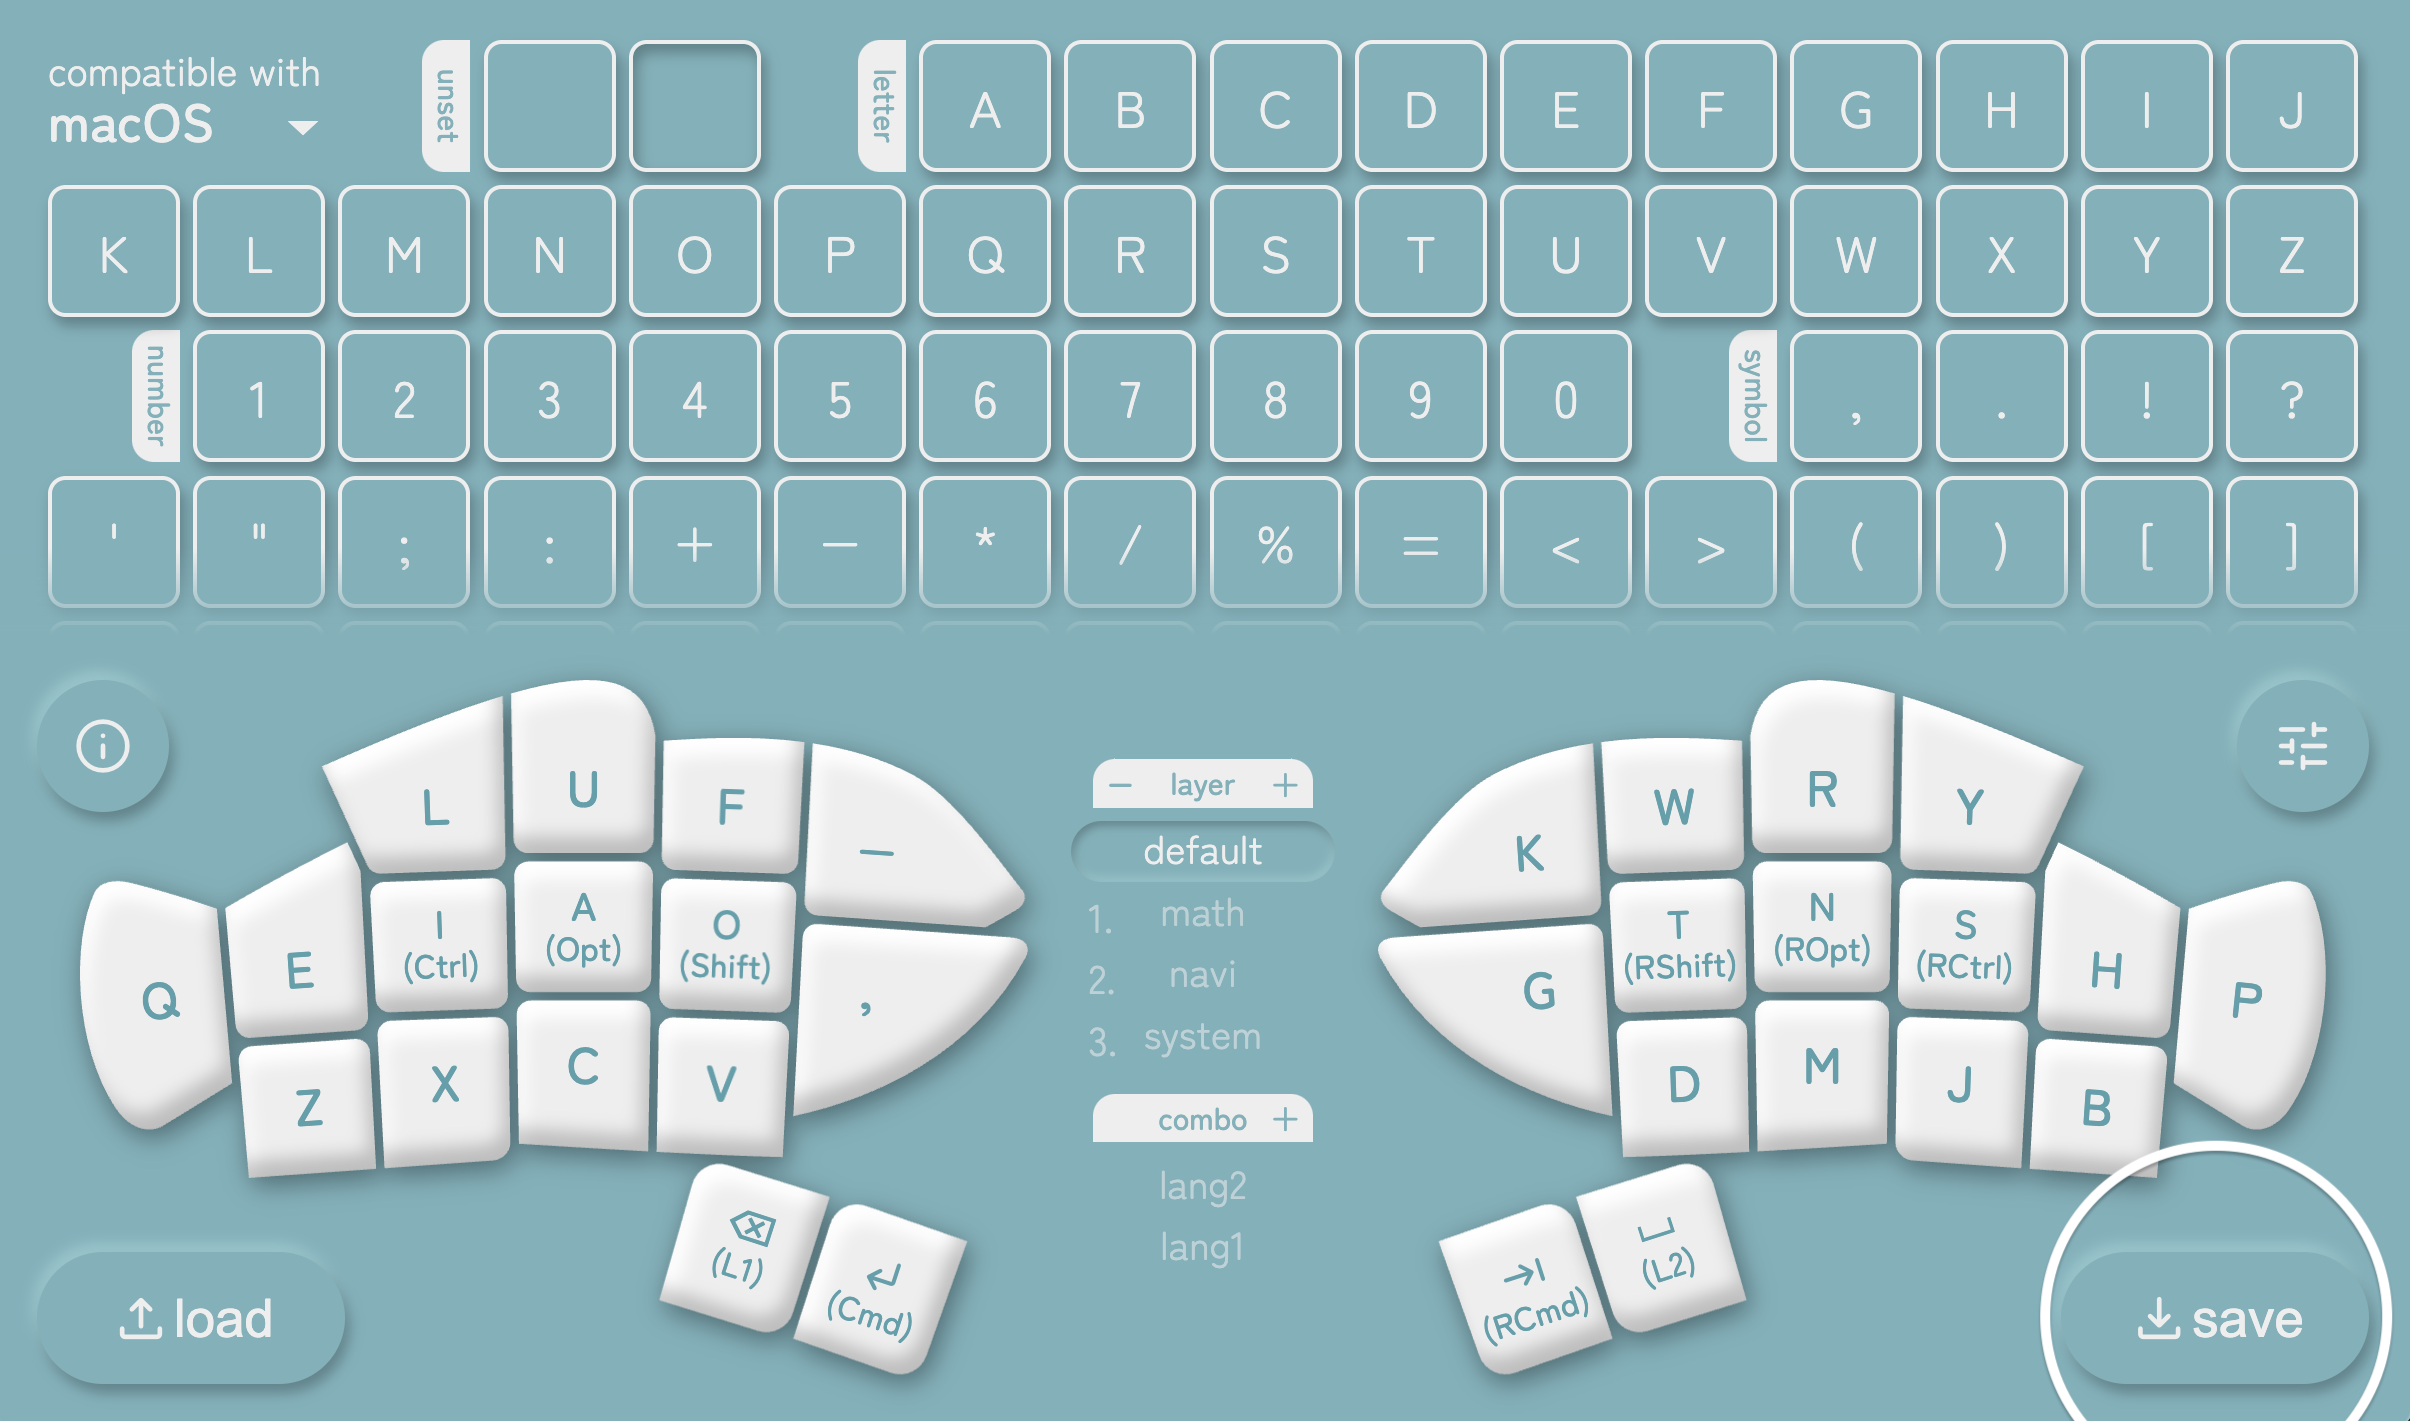 compatible with
macOS
unset
letter
A B C D E F G H I J
K L M N O P Q R S T U V W X Y Z
number
1 2 3 4 5 6 7 8 9 0
symbol
, . ! ?
' " ; : + − * / % = < > ( ) [ ]
L U F −
Q E I (Ctrl) A (Opt) O (Shift) ,
Z X C V
(L1)
(Cmd)
− layer +
default
1. math
2. navi
3. system
combo +
lang2
lang1
K W R Y
G T (RShift) N (ROpt) S (RCtrl) H P
D M J B
(RCmd)
(L2)
load
save